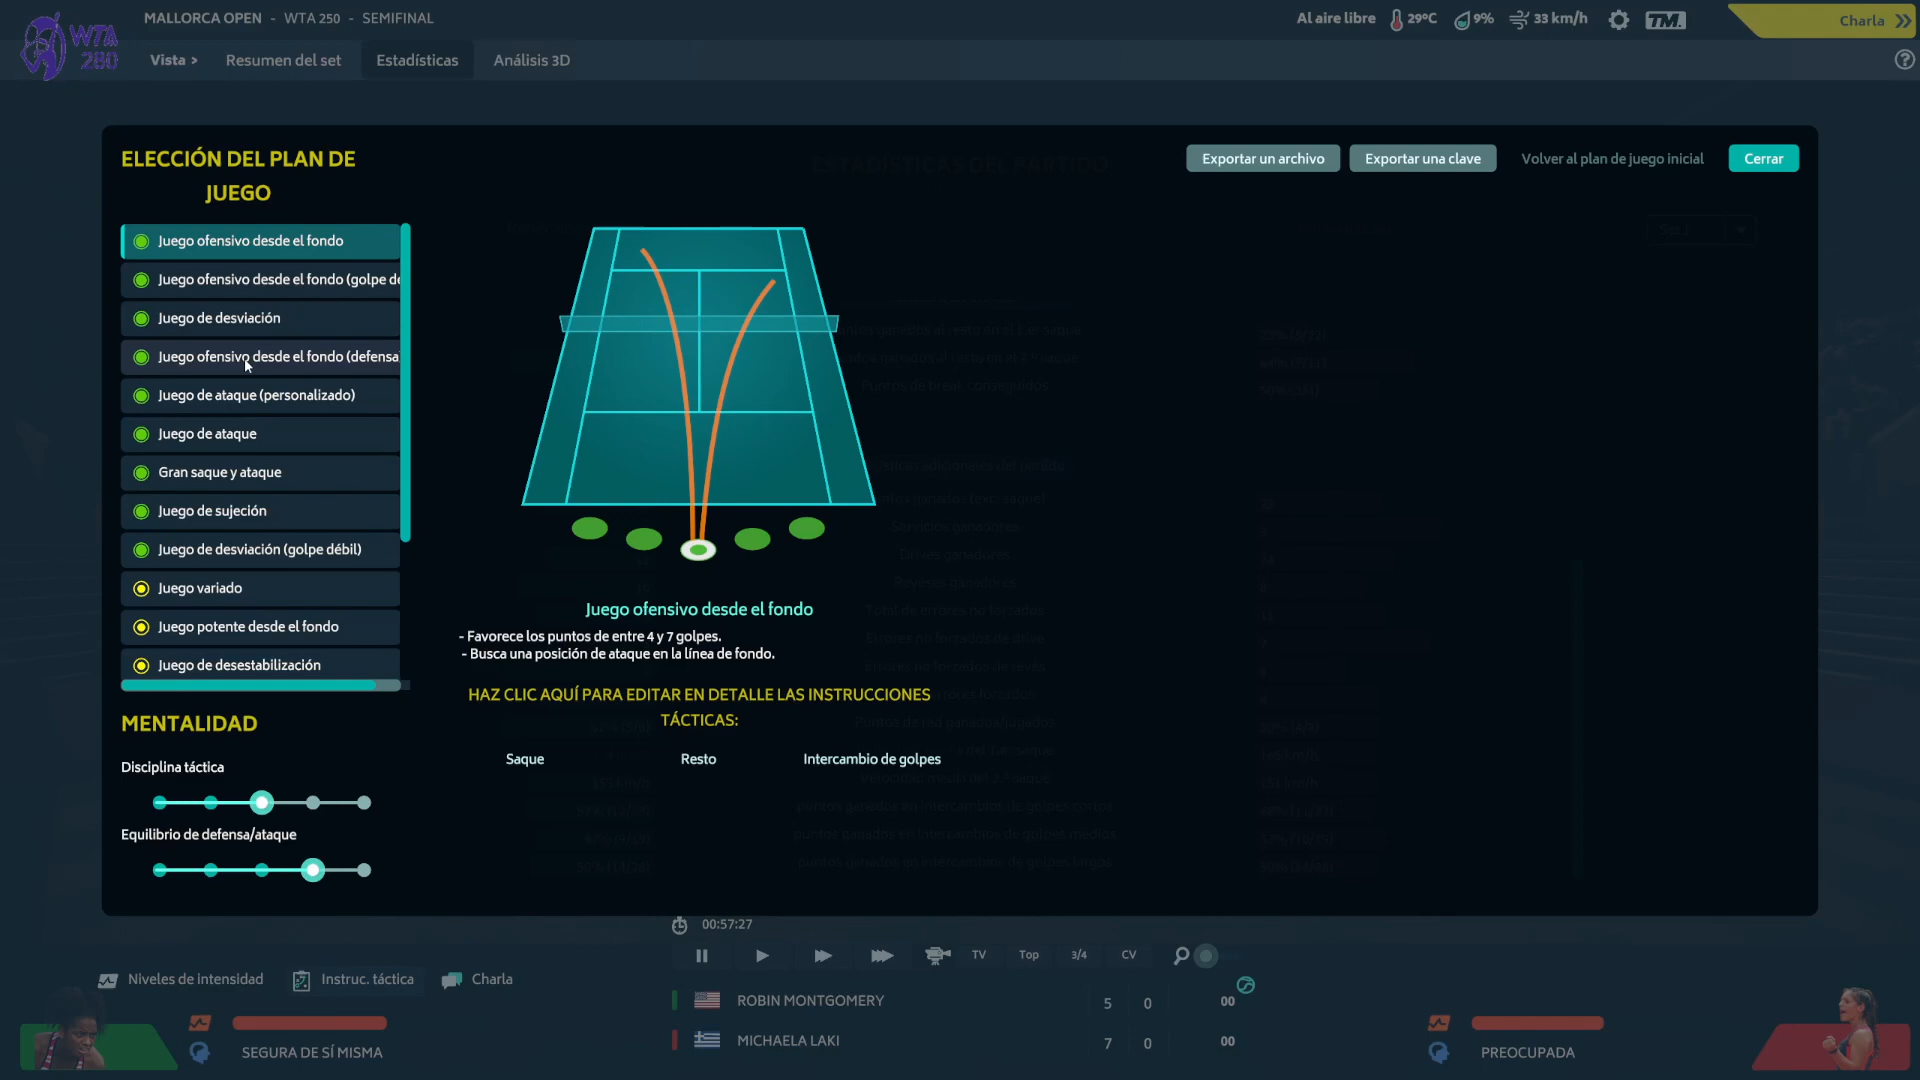 MALLORCA OPEN - WTA 250 - SEMIFINAL
Al aire libre 29°C 9% 33 km/h TM.
Charla
WTA
250
Vista > Resumen del set Estadísticas Análisis 3D
ELECCIÓN DEL PLAN DE
JUEGO
Exportar un archivo Exportar una clave Volver al plan de juego inicial Cerrar
ESTADÍSTICAS DEL PARTIDO
Juego ofensivo desde el fondo
Juego ofensivo desde el fondo (golpe dé
Juego de desviación
Juego ofensivo desde el fondo (defensa
Juego de ataque (personalizado)
Juego de ataque
Gran saque y ataque
Juego de sujeción
Juego de desviación (golpe débil)
Juego variado
Juego potente desde el fondo
Juego de desestabilización
Juego ofensivo desde el fondo
- Favorece los puntos de entre 4 y 7 golpes.
- Busca una posición de ataque en la línea de fondo.
HAZ CLIC AQUÍ PARA EDITAR EN DETALLE LAS INSTRUCCIONES
TÁCTICAS:
Saque Resto Intercambio de golpes
MENTALIDAD
Disciplina táctica
Equilibrio de defensa/ataque
00:57:27
TV Top 3/4 CV
Niveles de intensidad Instruc. táctica Charla
ROBIN MONTGOMERY 5 0 00
MICHAELA LAKI 7 0 00
SEGURA DE SÍ MISMA
PREOCUPADA